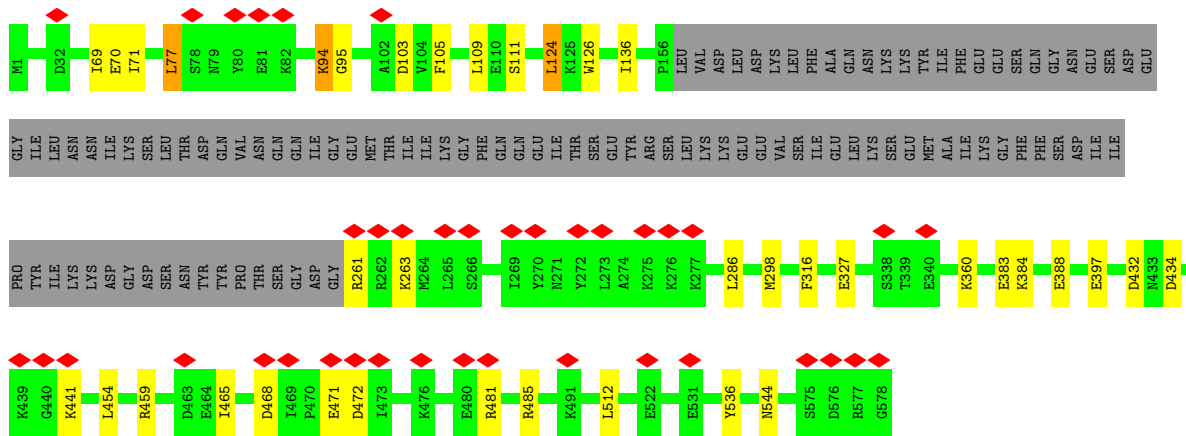 M1 D32 I69 E70 I71 L77 S78 N79 Y80 E81 K82 K94 G95 A102 D103 V104 F105 L109 E110 S111 L124 K125 W126 I136 P156 LEU VAL ASP LEU ASP LYS LEU PHE ALA GLN ASN LYS LYS TYR ILE PHE GLU GLU SER GLN GLY ASN GLU SER ASP GLU
GLY ILE LEU ASN ASN ILE LYS SER LEU THR ASP GLN VAL ASN GLN GLN ILE GLY GLU MET THR ILE ILE LYS GLY PHE GLN GLN GLU ILE THR SER GLU TYR ARG SER LEU LYS LYS GLU GLU VAL SER ILE GLU LEU LYS SER GLU MET ALA ILE LYS GLY PHE PHE SER ASP ILE ILE
PRO TYR ILE LYS LYS ASP GLY ASP SER ASN TYR TYR PRO THR SER GLY ASP GLY R261 R262 K263 M264 L265 S266 I269 Y270 N271 Y272 L273 A274 K275 K276 K277 L286 M298 F316 E327 S338 T339 E340 K360 E383 K384 E388 E397 D432 N433 D434
K439 G440 K441 L454 R459 D463 E464 I465 D468 I469 P470 E471 D472 I473 K476 E480 R481 R485 K491 L512 E522 E531 Y536 N544 S575 D576 R577 G578